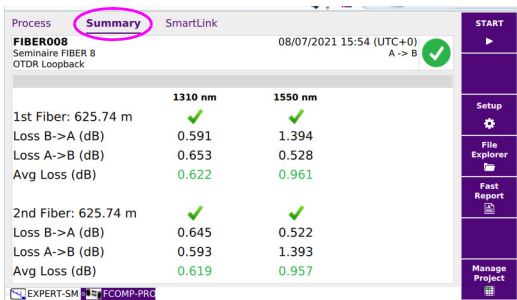 Process Summary SmartLink
START
FIBER008 08/07/2021 15:54 (UTC+0)
Seminaire FIBER 8 A -> B
OTDR Loopback
1310 nm 1550 nm
Setup
1st Fiber: 625.74 m
Loss B->A (dB) 0.591 1.394
Loss A->B (dB) 0.653 0.528
File
Explorer
Avg Loss (dB) 0.622 0.961
Fast
Report
2nd Fiber: 625.74 m
Loss B->A (dB) 0.645 0.522
Loss A->B (dB) 0.593 1.393
Avg Loss (dB) 0.619 0.957
Manage
Project
EXPERT-SM FCOMP-PRO